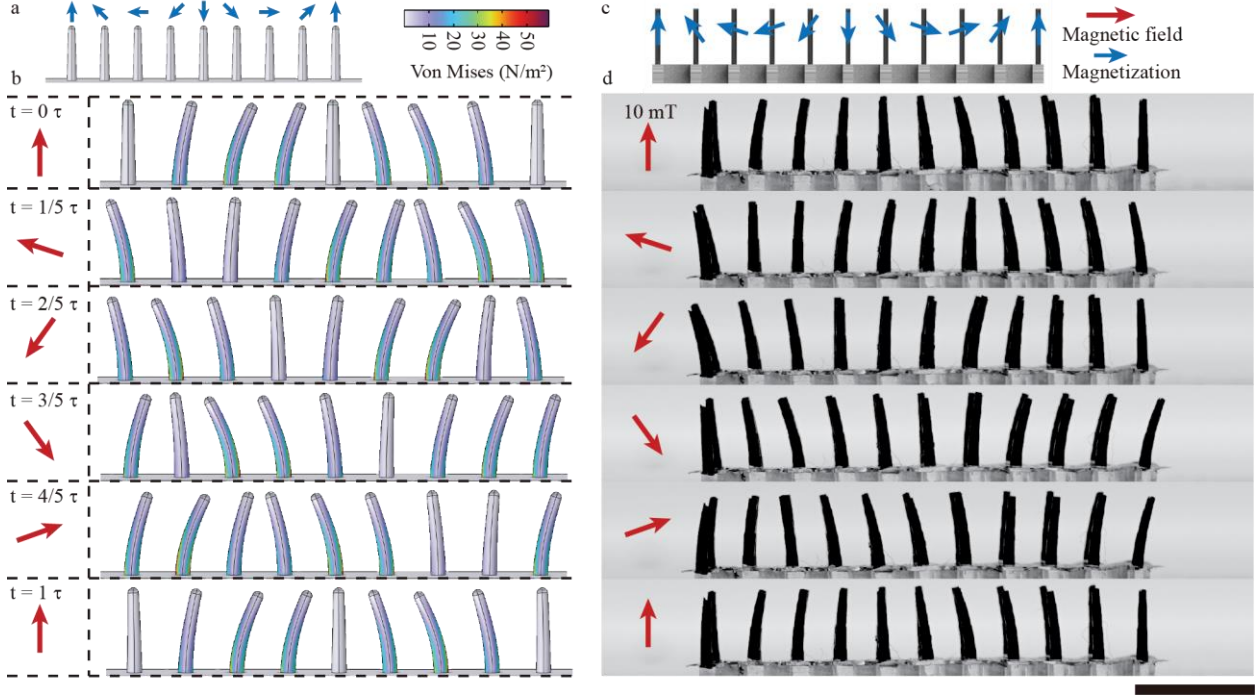 a
10
20
30
40
50
Von Mises (N/m²)
c
Magnetic field
Magnetization
b
t = 0 τ
t = 1/5 τ
t = 2/5 τ
t = 3/5 τ
t = 4/5 τ
t = 1 τ
d
10 mT